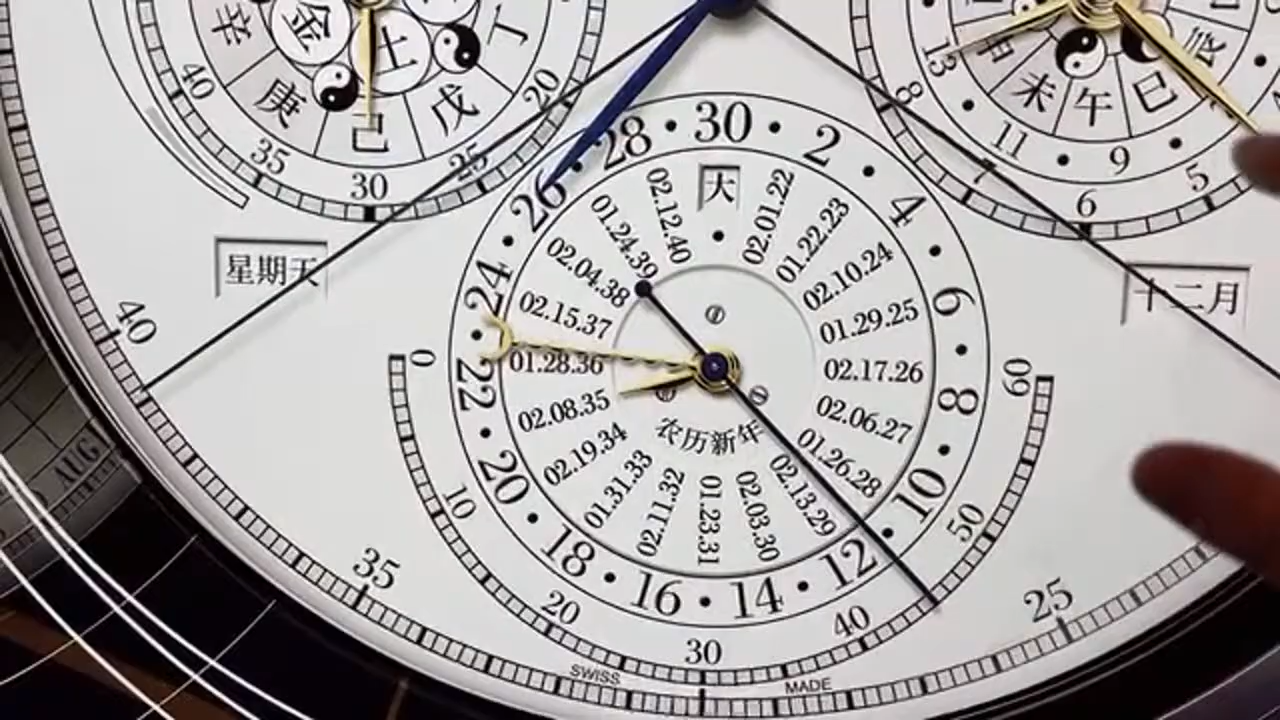 辛 金 土 丁
庚 己 戊
40 35 30 25 20
申 未 午 巳 辰
13 11 9 8 7 6 5
星期天
十二月
大
30 2 4 6 8 10 12 14 16 18 20 22 24 26 28
02.01.22
01.22.23
02.10.24
01.29.25
02.17.26
02.06.27
01.26.28
02.13.29
02.03.30
01.23.31
02.11.32
01.31.33
02.19.34
02.08.35
01.28.36
02.15.37
02.04.38
01.24.39
02.12.40
农历新年
0 10 20 30 40 50 60
40 35 25
SWISS MADE
AUG